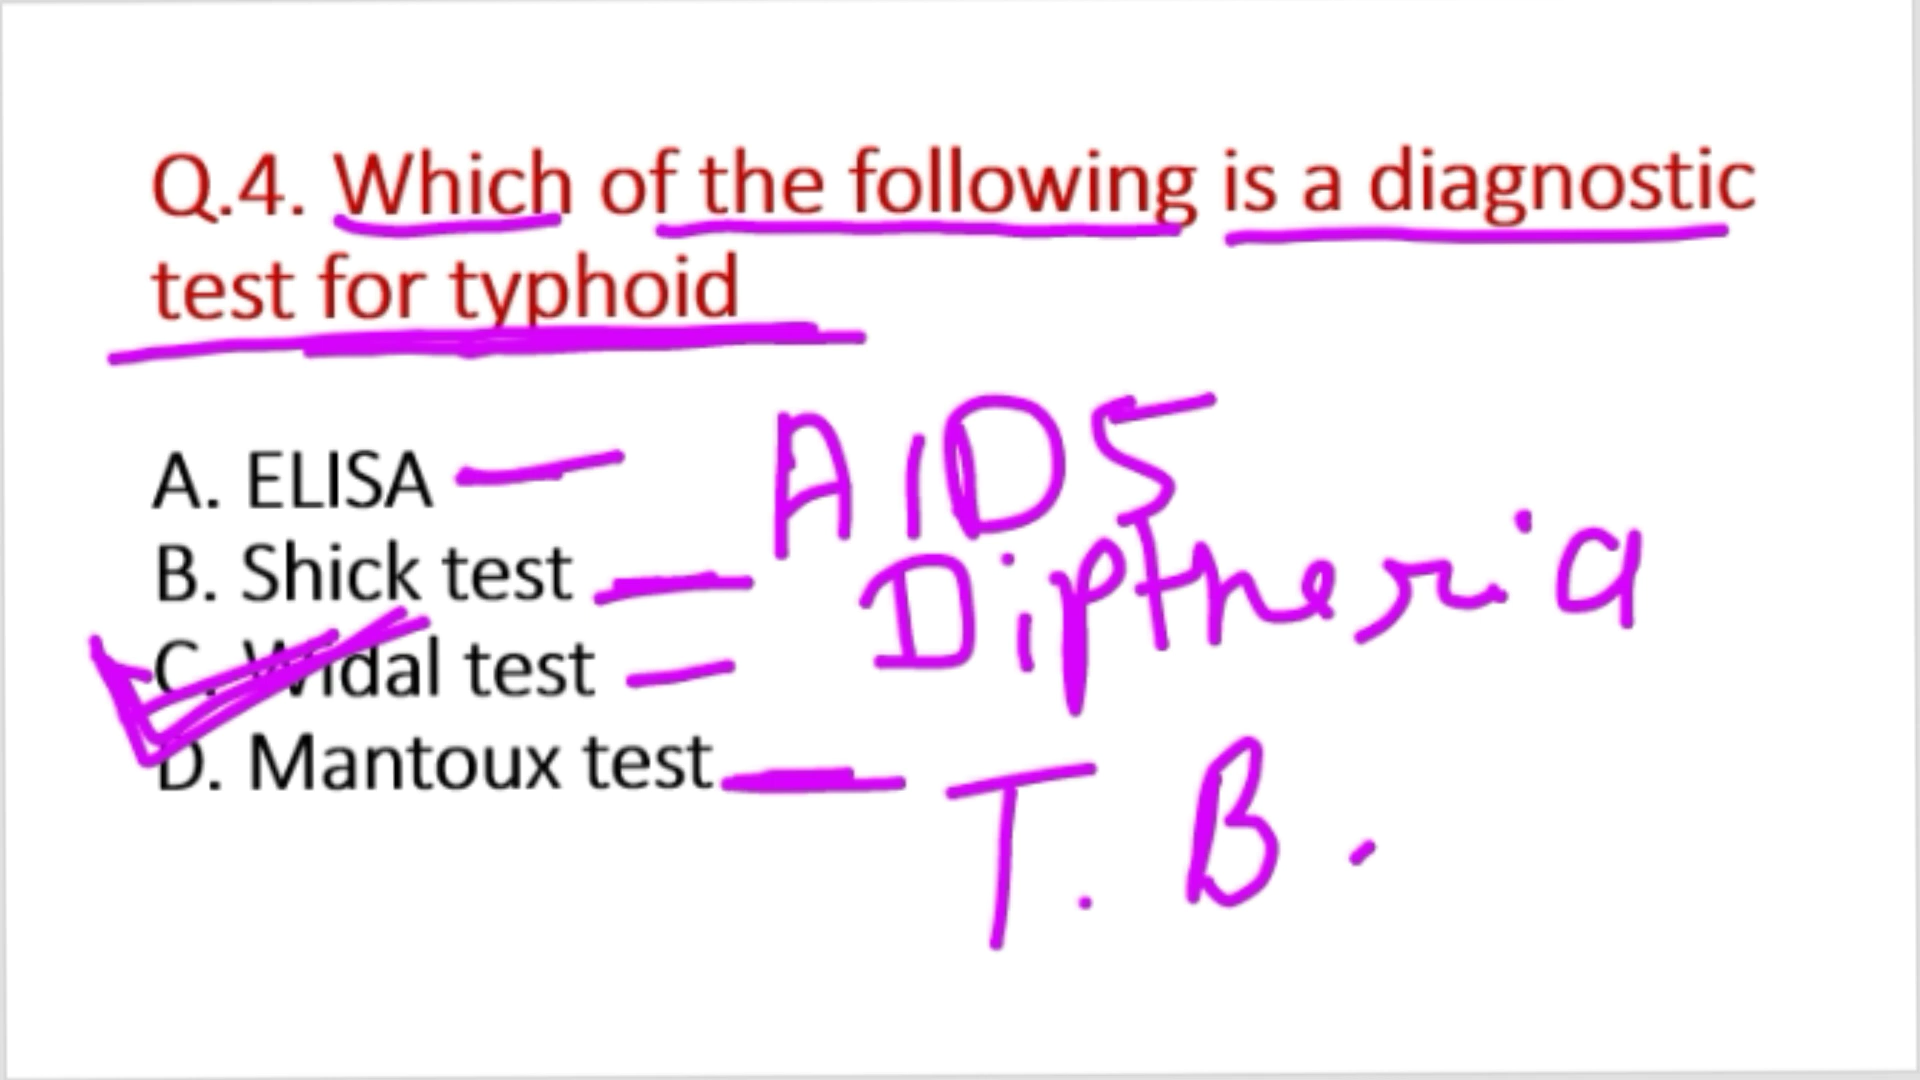 Q.4. Which of the following is a diagnostic
test for typhoid
A. ELISA — AIDS
B. Shick test — Diptheria
C. Widal test —
D. Mantoux test — T.B.